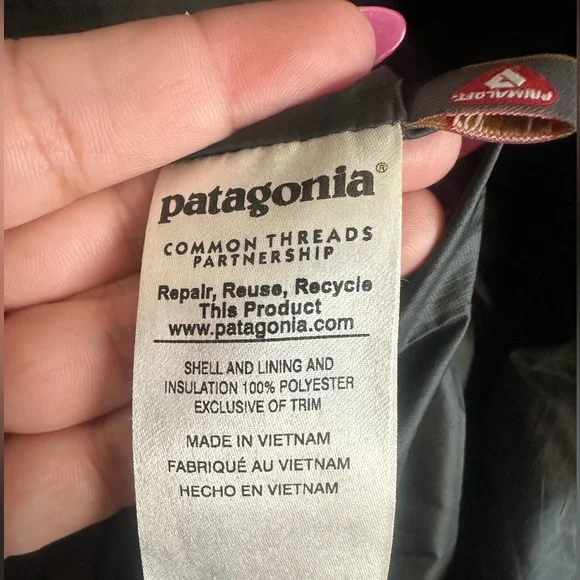 PRIMALOFT
patagonia®
COMMON THREADS
PARTNERSHIP
Repair, Reuse, Recycle
This Product
www.patagonia.com
SHELL AND LINING AND
INSULATION 100% POLYESTER
EXCLUSIVE OF TRIM
MADE IN VIETNAM
FABRIQUÉ AU VIETNAM
HECHO EN VIETNAM